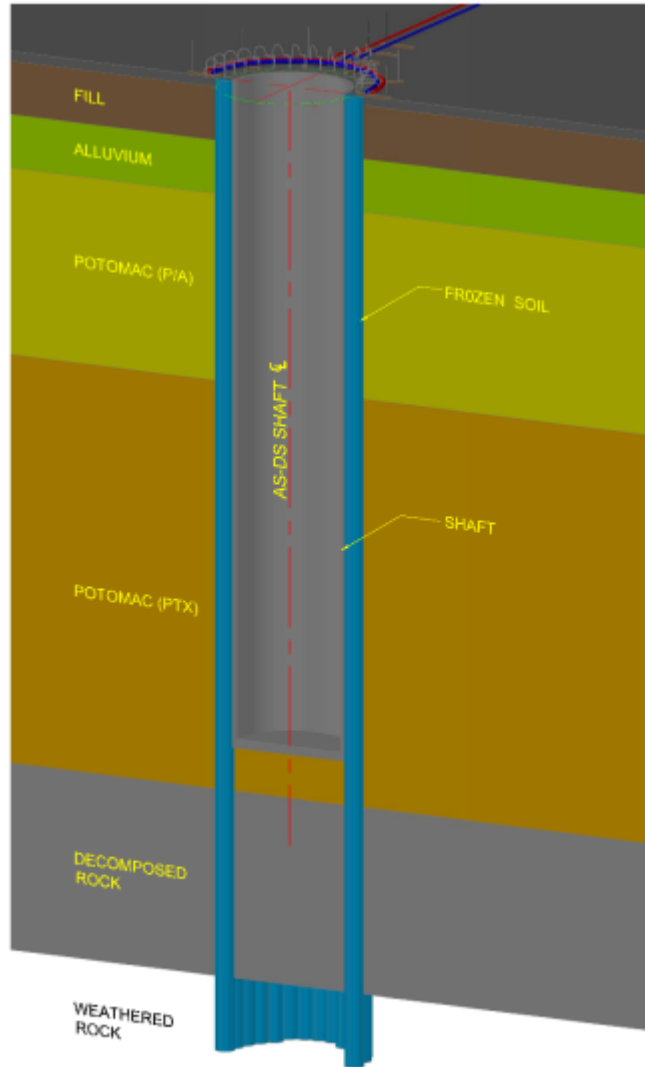 FILL
ALLUVIUM
POTOMAC (P/A)
FR0ZEN SOIL
AS-DS SHAFT ℄
SHAFT
POTOMAC (PTX)
DECOMPOSED
ROCK
WEATHERED
ROCK